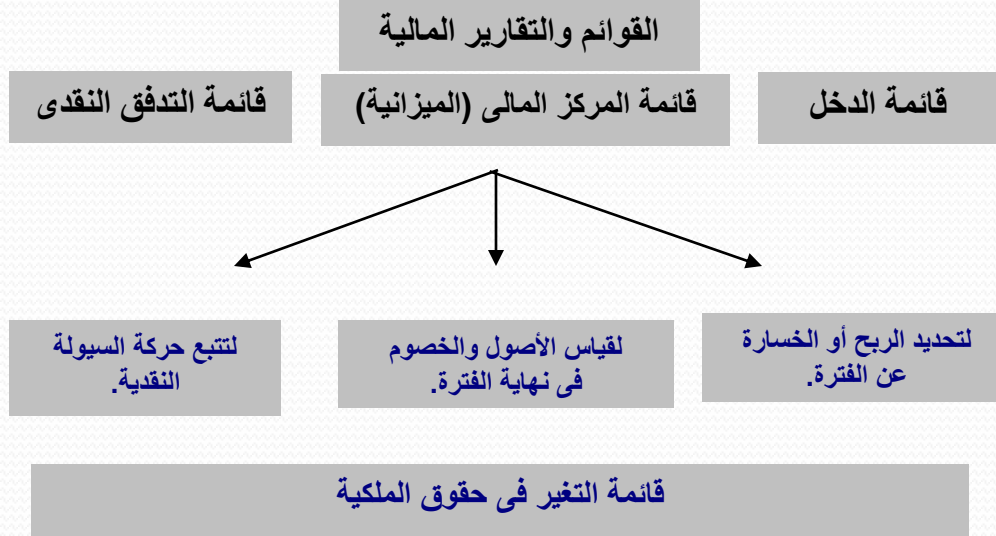 القوائم والتقارير المالية
قائمة الدخل
قائمة المركز المالى (الميزانية)
قائمة التدفق النقدى
لتحديد الربح أو الخسارة
عن الفترة.
لقياس الأصول والخصوم
فى نهاية الفترة.
لتتبع حركة السيولة
النقدية.
قائمة التغير فى حقوق الملكية